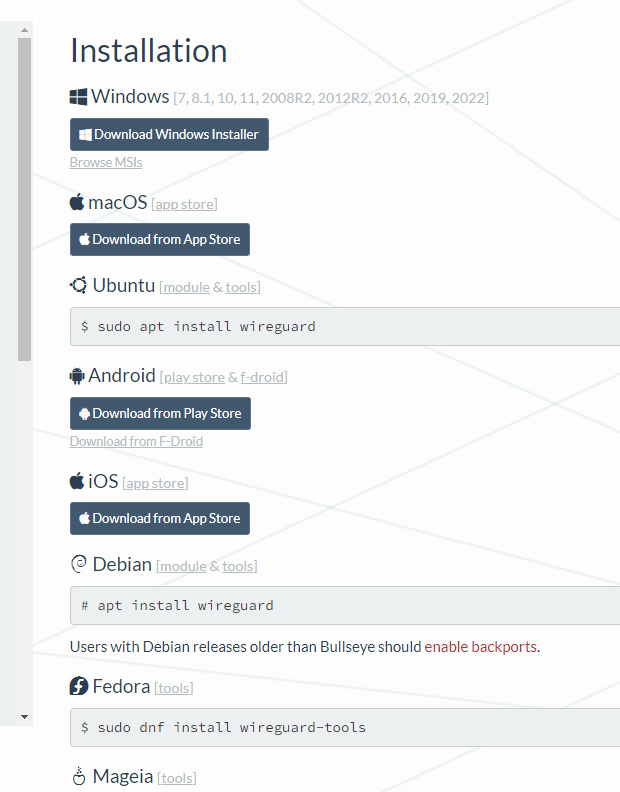 Installation
Windows [7, 8.1, 10, 11, 2008R2, 2012R2, 2016, 2019, 2022]
Download Windows Installer
Browse MSIs
macOS [app store]
Download from App Store
Ubuntu [module & tools]
$ sudo apt install wireguard
Android [play store & f-droid]
Download from Play Store
Download from F-Droid
iOS [app store]
Download from App Store
Debian [module & tools]
# apt install wireguard
Users with Debian releases older than Bullseye should enable backports.
Fedora [tools]
$ sudo dnf install wireguard-tools
Mageia [tools]